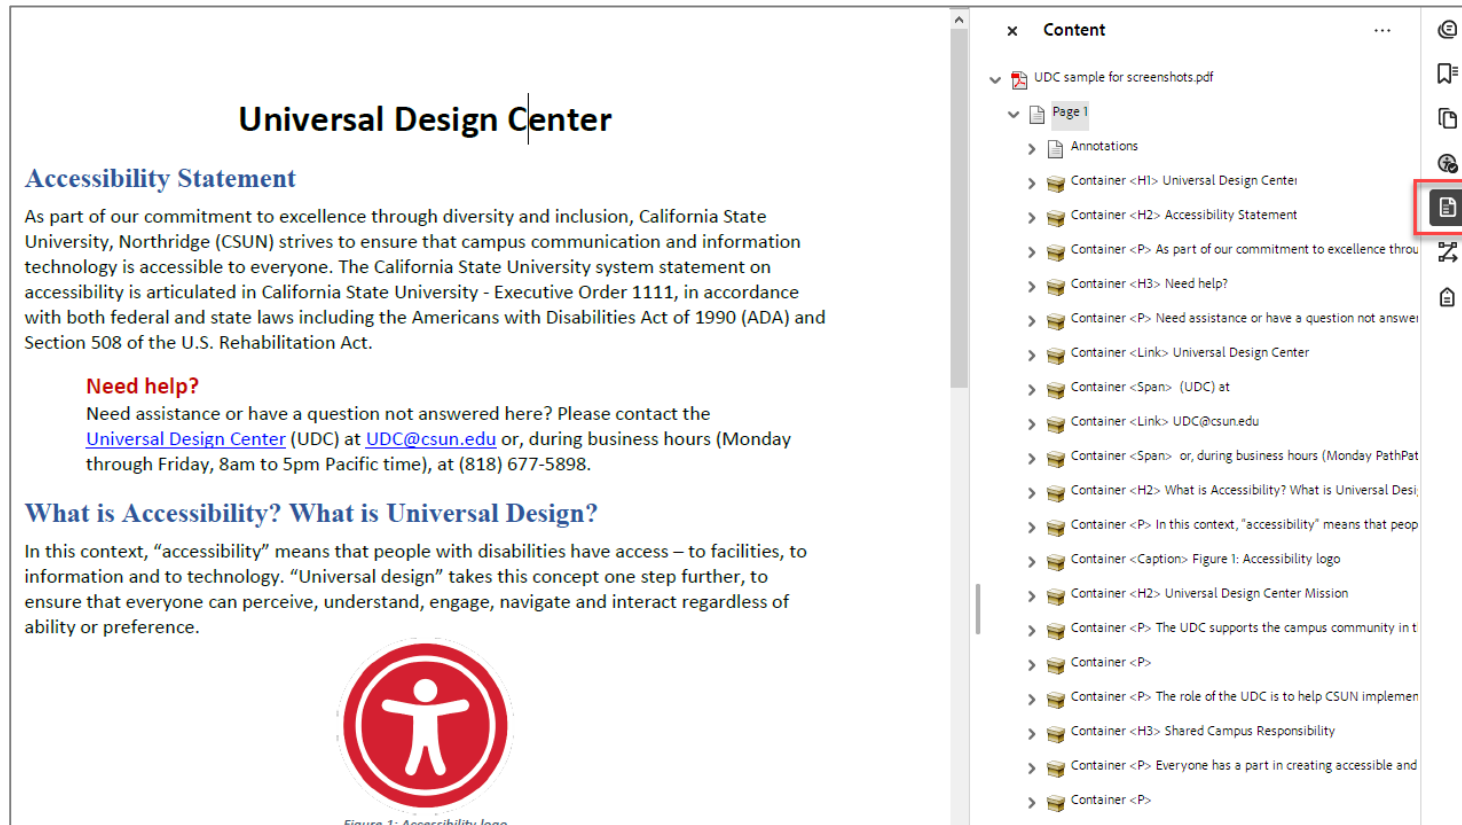 Universal Design Center
Accessibility Statement
As part of our commitment to excellence through diversity and inclusion, California State
University, Northridge (CSUN) strives to ensure that campus communication and information
technology is accessible to everyone. The California State University system statement on
accessibility is articulated in California State University - Executive Order 1111, in accordance
with both federal and state laws including the Americans with Disabilities Act of 1990 (ADA) and
Section 508 of the U.S. Rehabilitation Act.
Need help?
Need assistance or have a question not answered here? Please contact the
Universal Design Center (UDC) at UDC@csun.edu or, during business hours (Monday
through Friday, 8am to 5pm Pacific time), at (818) 677-5898.
What is Accessibility? What is Universal Design?
In this context, “accessibility” means that people with disabilities have access – to facilities, to
information and to technology. “Universal design” takes this concept one step further, to
ensure that everyone can perceive, understand, engage, navigate and interact regardless of
ability or preference.
Figure 1: Accessibility logo
Content
UDC sample for screenshots.pdf
Page 1
Annotations
Container <H1> Universal Design Center
Container <H2> Accessibility Statement
Container <P> As part of our commitment to excellence throu
Container <H3> Need help?
Container <P> Need assistance or have a question not answer
Container <Link> Universal Design Center
Container <Span> (UDC) at
Container <Link> UDC@csun.edu
Container <Span> or, during business hours (Monday PathPat
Container <H2> What is Accessibility? What is Universal Desi
Container <P> In this context, "accessibility" means that peop
Container <Caption> Figure 1: Accessibility logo
Container <H2> Universal Design Center Mission
Container <P> The UDC supports the campus community in t
Container <P>
Container <P> The role of the UDC is to help CSUN implemen
Container <H3> Shared Campus Responsibility
Container <P> Everyone has a part in creating accessible and
Container <P>